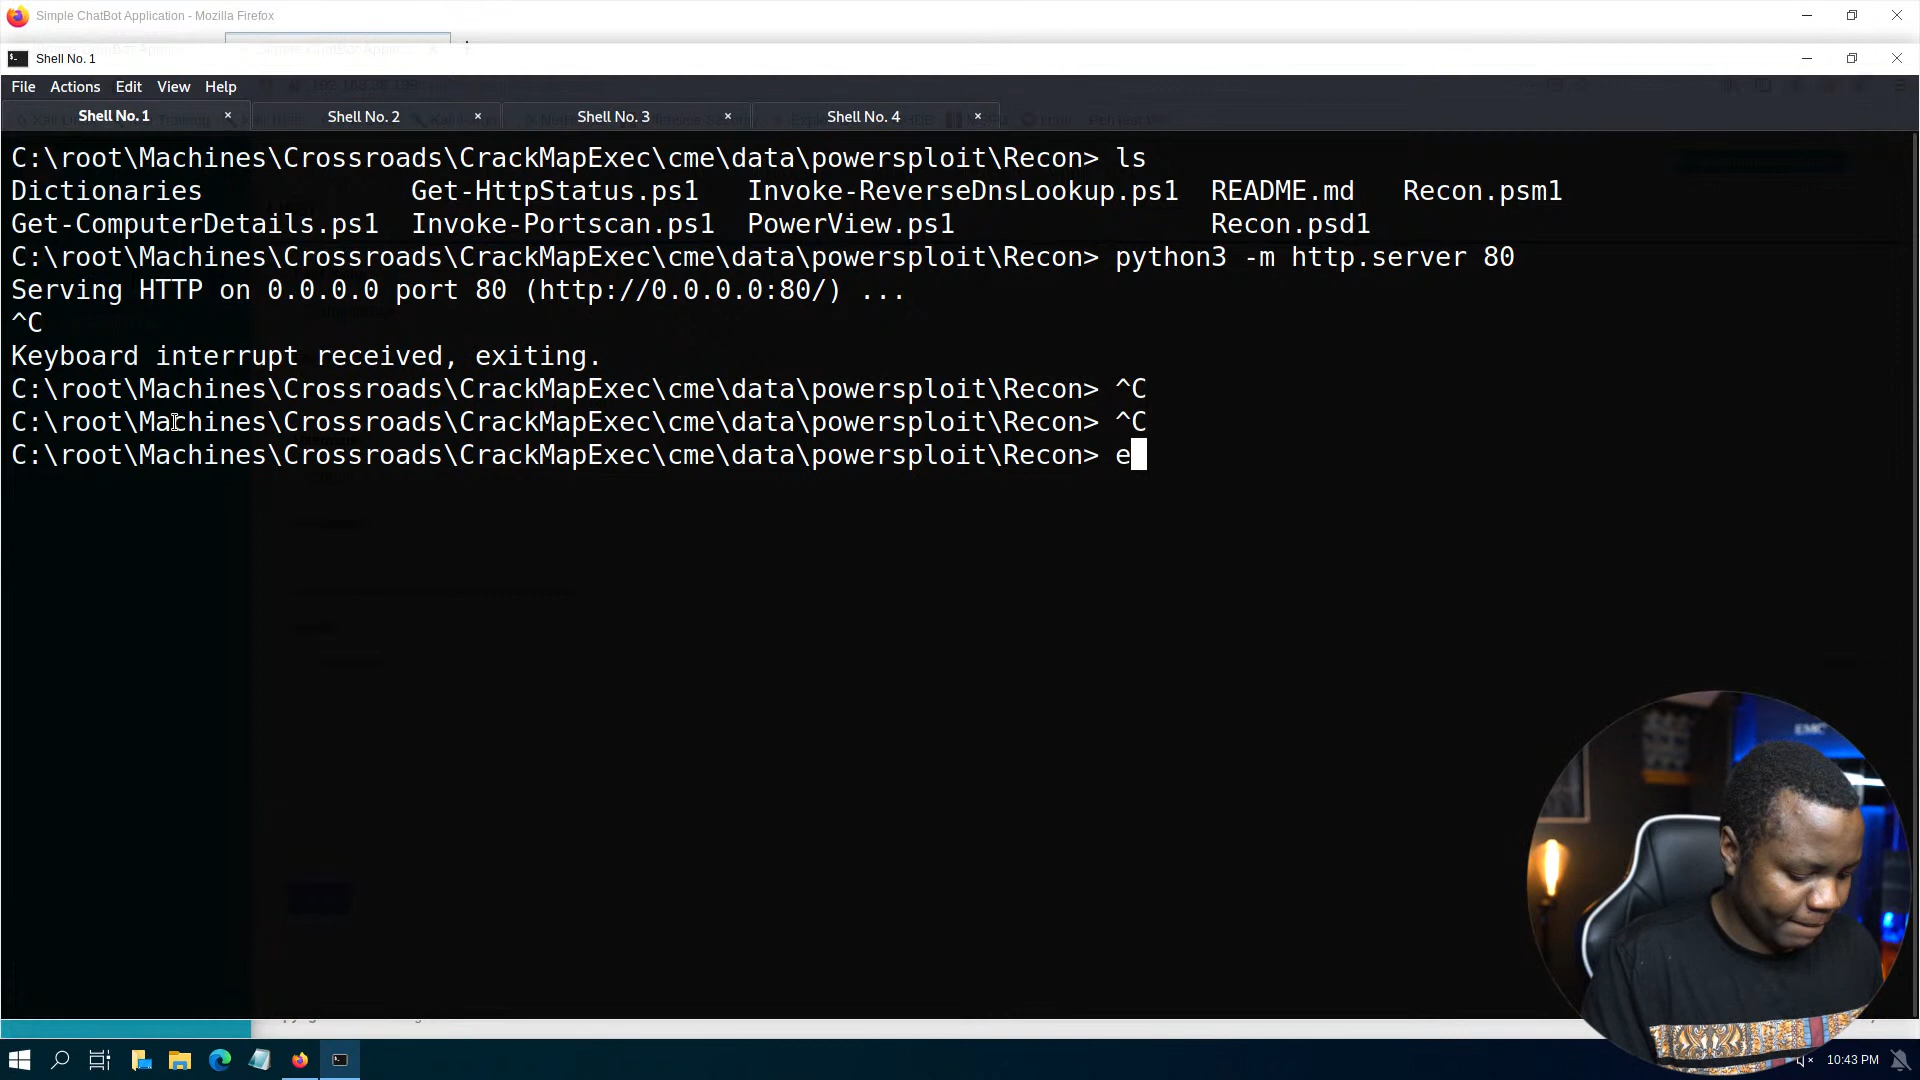 Simple ChatBot Application - Mozilla Firefox
Shell No. 1
File Actions Edit View Help
Shell No. 1 × Shell No. 2 × Shell No. 3 × Shell No. 4 ×
C:\root\Machines\Crossroads\CrackMapExec\cme\data\powersploit\Recon> ls
Dictionaries Get-HttpStatus.ps1 Invoke-ReverseDnsLookup.ps1 README.md Recon.psm1
Get-ComputerDetails.ps1 Invoke-Portscan.ps1 PowerView.ps1 Recon.psd1
C:\root\Machines\Crossroads\CrackMapExec\cme\data\powersploit\Recon> python3 -m http.server 80
Serving HTTP on 0.0.0.0 port 80 (http://0.0.0.0:80/) ...
^C
Keyboard interrupt received, exiting.
C:\root\Machines\Crossroads\CrackMapExec\cme\data\powersploit\Recon> ^C
C:\root\Machines\Crossroads\CrackMapExec\cme\data\powersploit\Recon> ^C
C:\root\Machines\Crossroads\CrackMapExec\cme\data\powersploit\Recon> e
EMC
10:43 PM